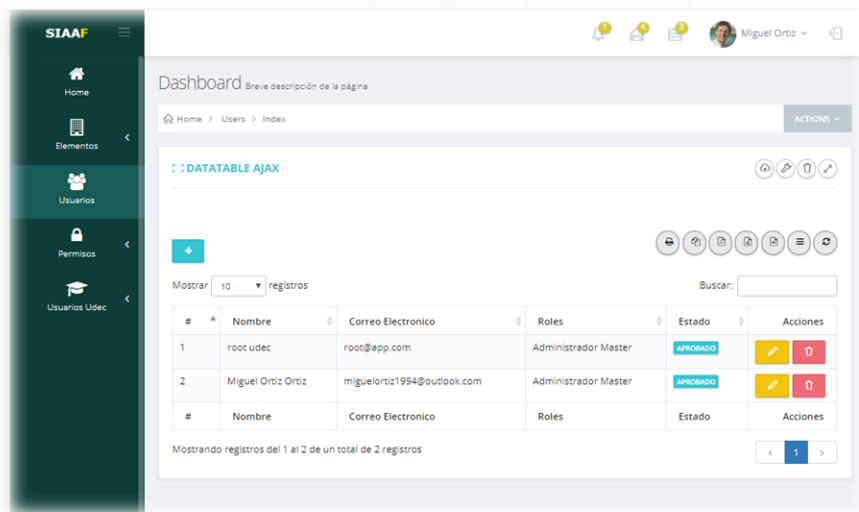 SIAAF
1
9
3
Miguel Ortiz
Home
Elementos
Usuarios
Permisos
Usuarios Udec
Dashboard Breve descripción de la página
Home > Users > Index
ACTIONS
DATATABLE AJAX
+
Mostrar 10 registros
Buscar:
# Nombre Correo Electronico Roles Estado Acciones
1 root udec root@app.com Administrador Master APROBADO
2 Miguel Ortiz Ortiz miguelortiz1994@outlook.com Administrador Master APROBADO
# Nombre Correo Electronico Roles Estado Acciones
Mostrando registros del 1 al 2 de un total de 2 registros
< 1 >